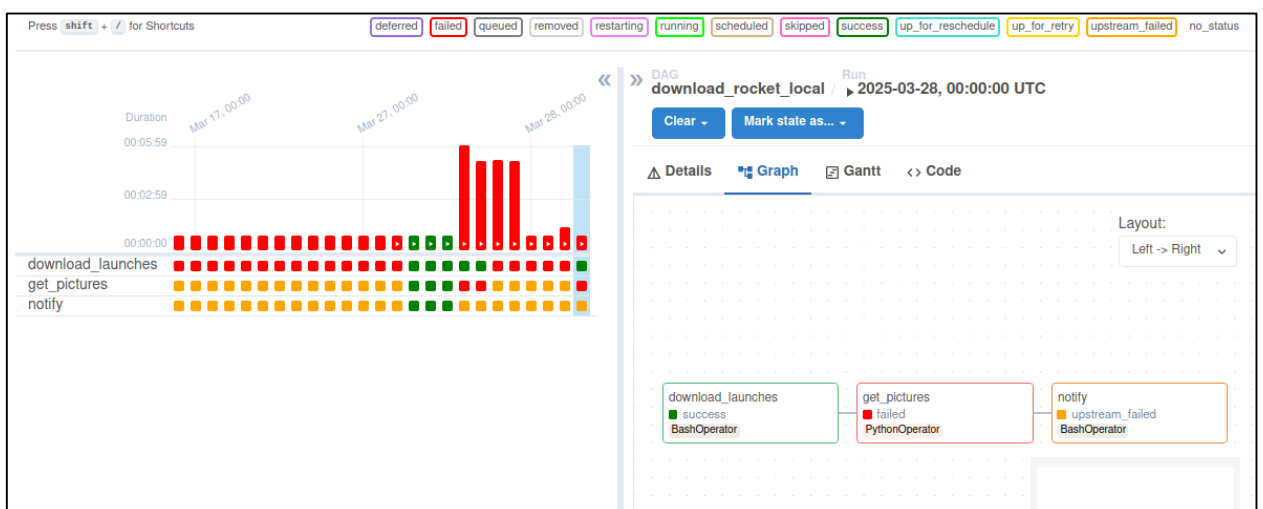 Press shift + / for Shortcuts
deferred failed queued removed restarting running scheduled skipped success up_for_reschedule up_for_retry upstream_failed no_status
Duration
Mar 17, 00:00
Mar 27, 00:00
Mar 28, 00:00
00:05:59
00:02:59
00:00:00
download_launches
get_pictures
notify
« »
DAG
download_rocket_local /
Run
2025-03-28, 00:00:00 UTC
Clear
Mark state as...
Details
Graph
Gantt
<> Code
Layout:
Left -> Right
download_launches
success
BashOperator
get_pictures
failed
PythonOperator
notify
upstream_failed
BashOperator